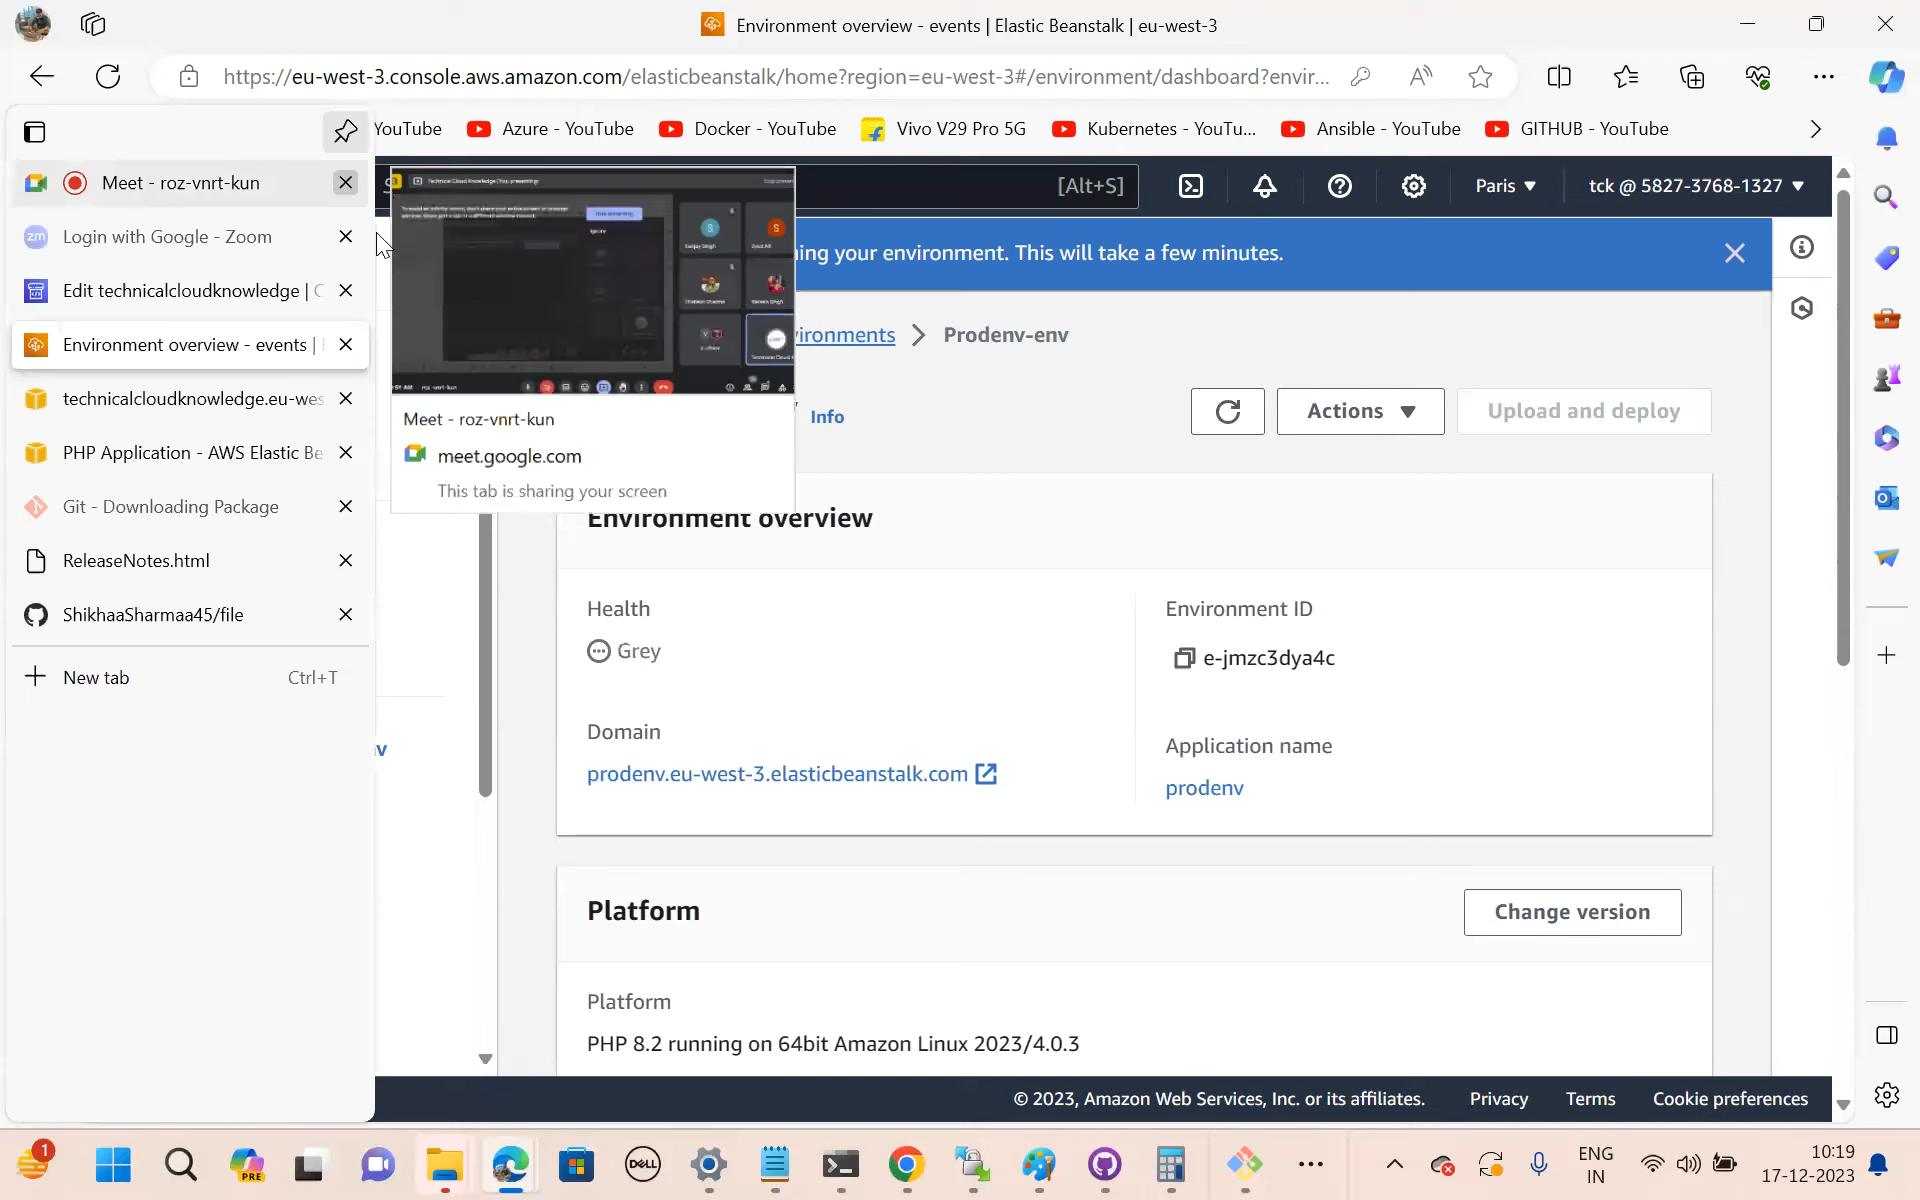 Environment overview - events | Elastic Beanstalk | eu-west-3
https://eu-west-3.console.aws.amazon.com/elasticbeanstalk/home?region=eu-west-3#/environment/dashboard?envir...
YouTube
Azure - YouTube
Docker - YouTube
Vivo V29 Pro 5G
Kubernetes - YouTu...
Ansible - YouTube
GITHUB - YouTube
Meet - roz-vnrt-kun
Login with Google - Zoom
Edit technicalcloudknowledge | C
Environment overview - events |
technicalcloudknowledge.eu-wes
PHP Application - AWS Elastic Be
Git - Downloading Package
ReleaseNotes.html
ShikhaaSharmaa45/file
New tab
Ctrl+T
[Alt+S]
Paris
tck @ 5827-3768-1327
ing your environment. This will take a few minutes.
Meet - roz-vnrt-kun
meet.google.com
This tab is sharing your screen
ironments
Prodenv-env
Info
Actions
Upload and deploy
Environment overview
Health
Grey
Environment ID
e-jmzc3dya4c
Domain
prodenv.eu-west-3.elasticbeanstalk.com
Application name
prodenv
Platform
Change version
Platform
PHP 8.2 running on 64bit Amazon Linux 2023/4.0.3
© 2023, Amazon Web Services, Inc. or its affiliates.
Privacy
Terms
Cookie preferences
1
PRE
DELL
ENG
IN
10:19
17-12-2023